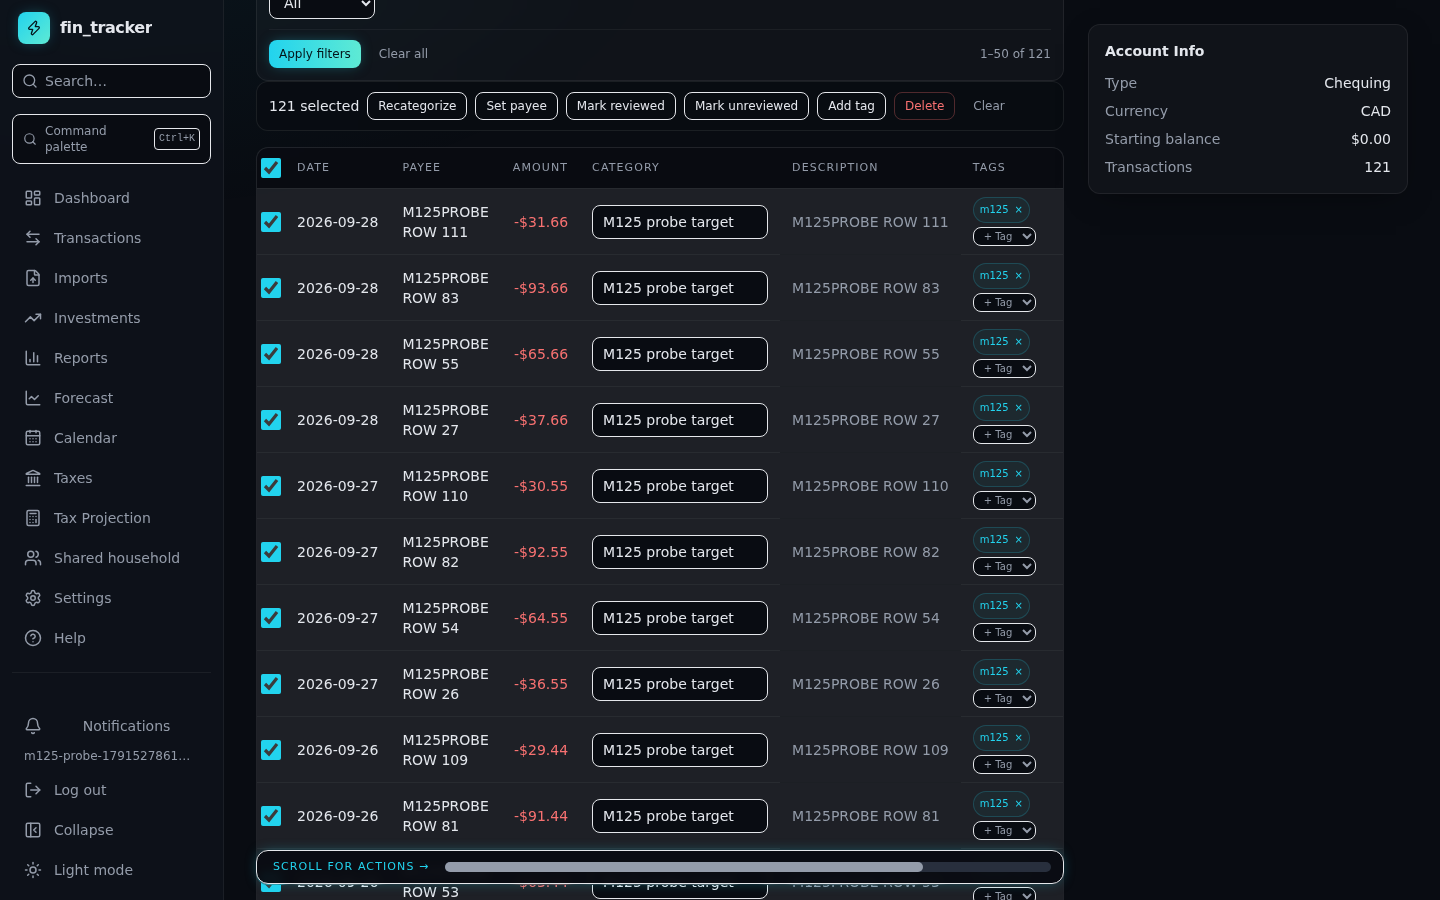 fin_tracker
Search...
Command palette
Ctrl+K
Dashboard
Transactions
Imports
Investments
Reports
Forecast
Calendar
Taxes
Tax Projection
Shared household
Settings
Help
Notifications
m125-probe-1791527861...
Log out
Collapse
Light mode
All
Apply filters Clear all 1–50 of 121
121 selected Recategorize Set payee Mark reviewed Mark unreviewed Add tag Delete Clear
DATE PAYEE AMOUNT CATEGORY DESCRIPTION TAGS
2026-09-28 M125PROBE ROW 111 -$31.66 M125 probe target M125PROBE ROW 111 m125 × + Tag
2026-09-28 M125PROBE ROW 83 -$93.66 M125 probe target M125PROBE ROW 83 m125 × + Tag
2026-09-28 M125PROBE ROW 55 -$65.66 M125 probe target M125PROBE ROW 55 m125 × + Tag
2026-09-28 M125PROBE ROW 27 -$37.66 M125 probe target M125PROBE ROW 27 m125 × + Tag
2026-09-27 M125PROBE ROW 110 -$30.55 M125 probe target M125PROBE ROW 110 m125 × + Tag
2026-09-27 M125PROBE ROW 82 -$92.55 M125 probe target M125PROBE ROW 82 m125 × + Tag
2026-09-27 M125PROBE ROW 54 -$64.55 M125 probe target M125PROBE ROW 54 m125 × + Tag
2026-09-27 M125PROBE ROW 26 -$36.55 M125 probe target M125PROBE ROW 26 m125 × + Tag
2026-09-26 M125PROBE ROW 109 -$29.44 M125 probe target M125PROBE ROW 109 m125 × + Tag
2026-09-26 M125PROBE ROW 81 -$91.44 M125 probe target M125PROBE ROW 81 m125 × + Tag
SCROLL FOR ACTIONS →
ROW 53 + Tag
Account Info
Type Chequing
Currency CAD
Starting balance $0.00
Transactions 121